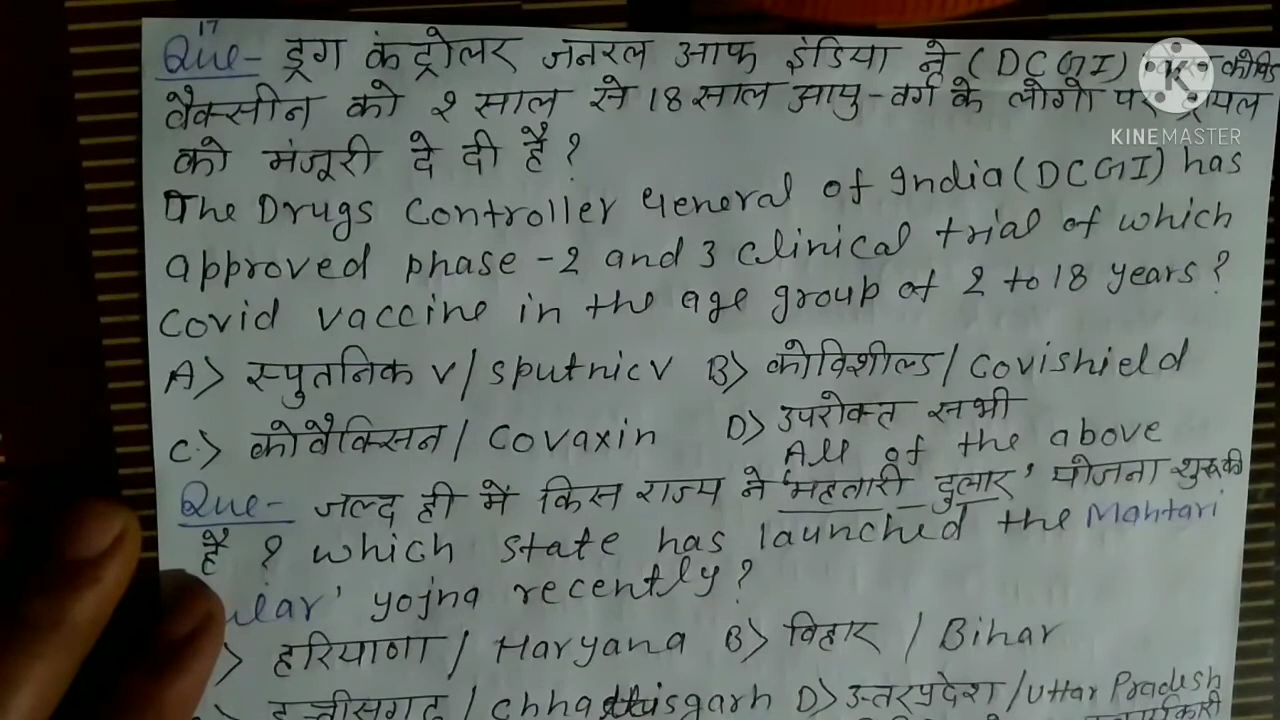 17
Que- ड्रग कंट्रोलर जनरल आफ इंडिया ने (DCGI) कोविड
वैक्सीन को 2 साल से 18 साल आयु-वर्ग के लोगो पर ट्रायल
को मंजूरी दे दी है ?
The Drugs Controller General of India (DCGI) has
approved phase -2 and 3 clinical trial of which
covid vaccine in the age group of 2 to 18 years ?
A> स्पुतनिक v / sputnic v B> कोविशील्ड / Covishield
C> कोवैक्सिन / Covaxin D> उपरोक्त सभी
All of the above
Que- जल्द ही में किस राज्य ने 'महतारी दुलार' योजना शुरू की
है ? which state has launched the Mahtari
ular' yojna recently ?
> हरियाणा / Haryana B> बिहार / Bihar
छत्तीसगढ़ / Chhattisgarh D> उत्तरप्रदेश / Uttar Pradesh
K
KINEMASTER